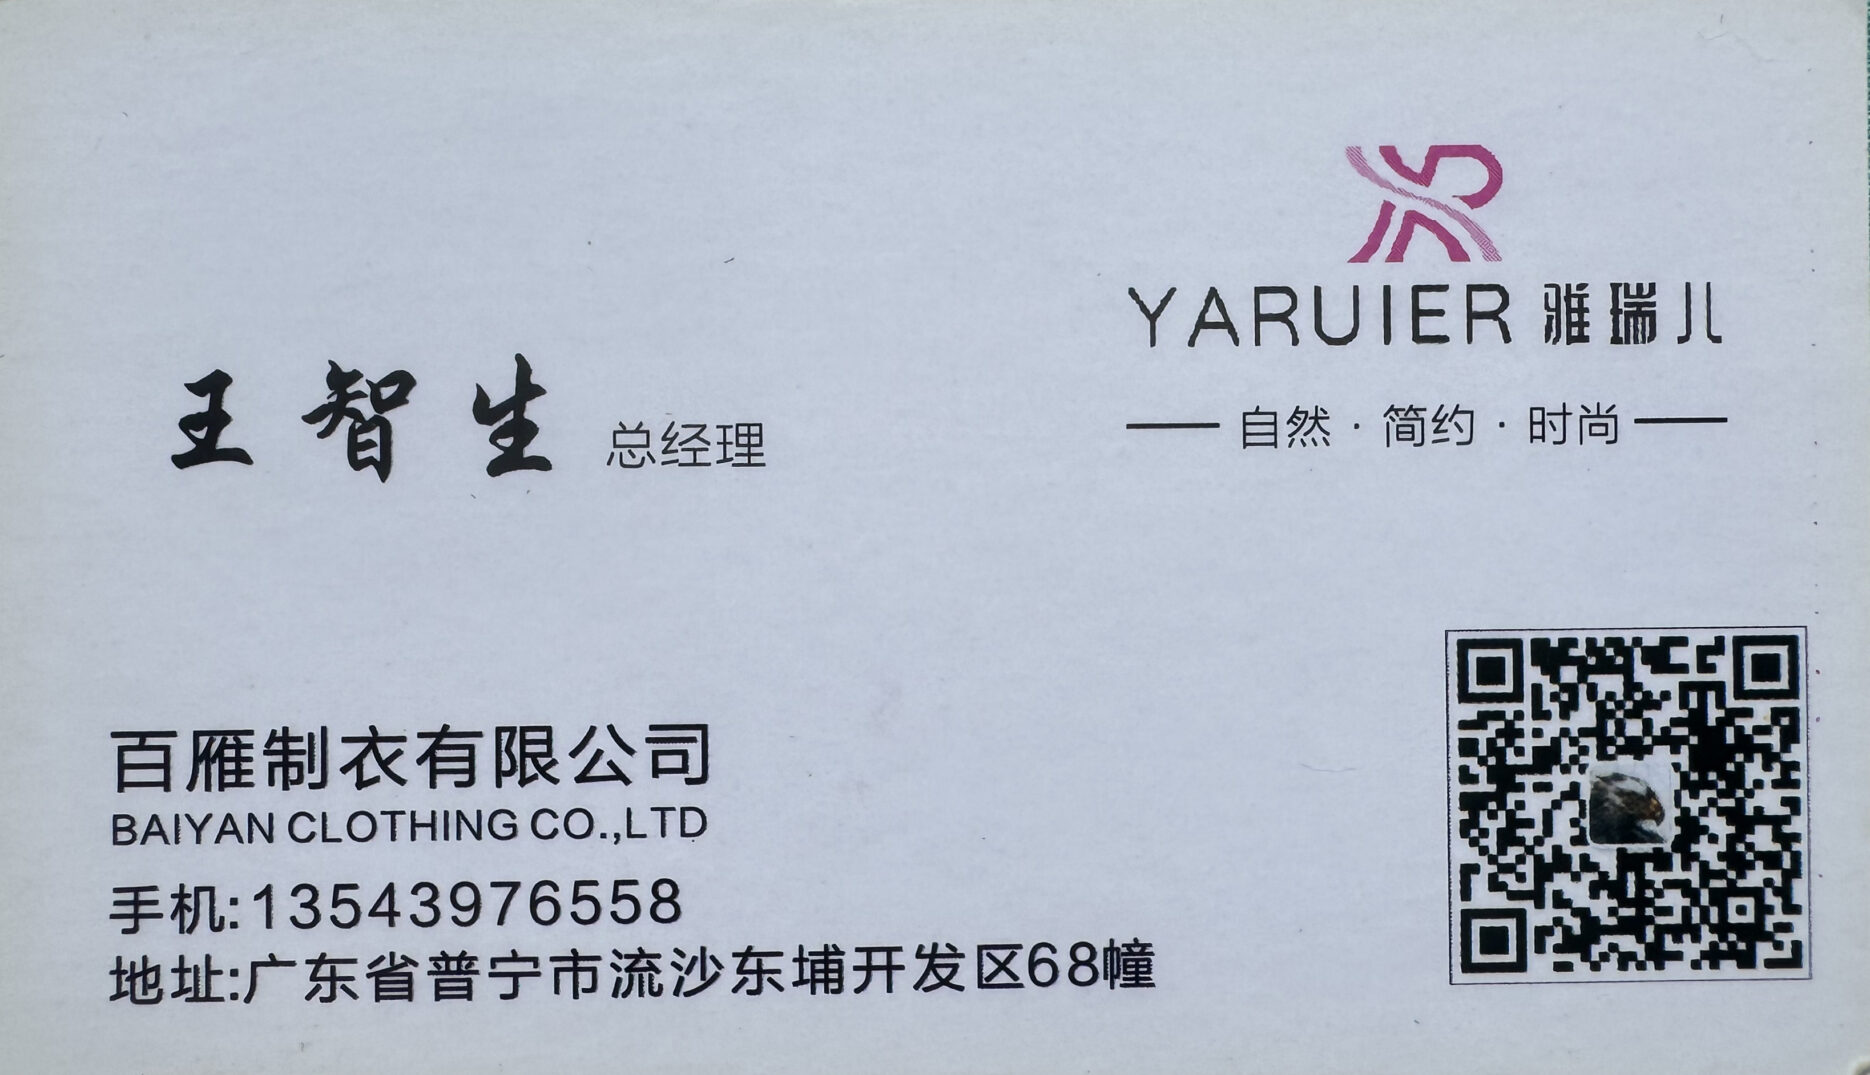 YARUIER 雅瑞儿
自然·简约·时尚
王智生 总经理
百雁制衣有限公司
BAIYAN CLOTHING CO.,LTD
手机:13543976558
地址:广东省普宁市流沙东埔开发区68幢